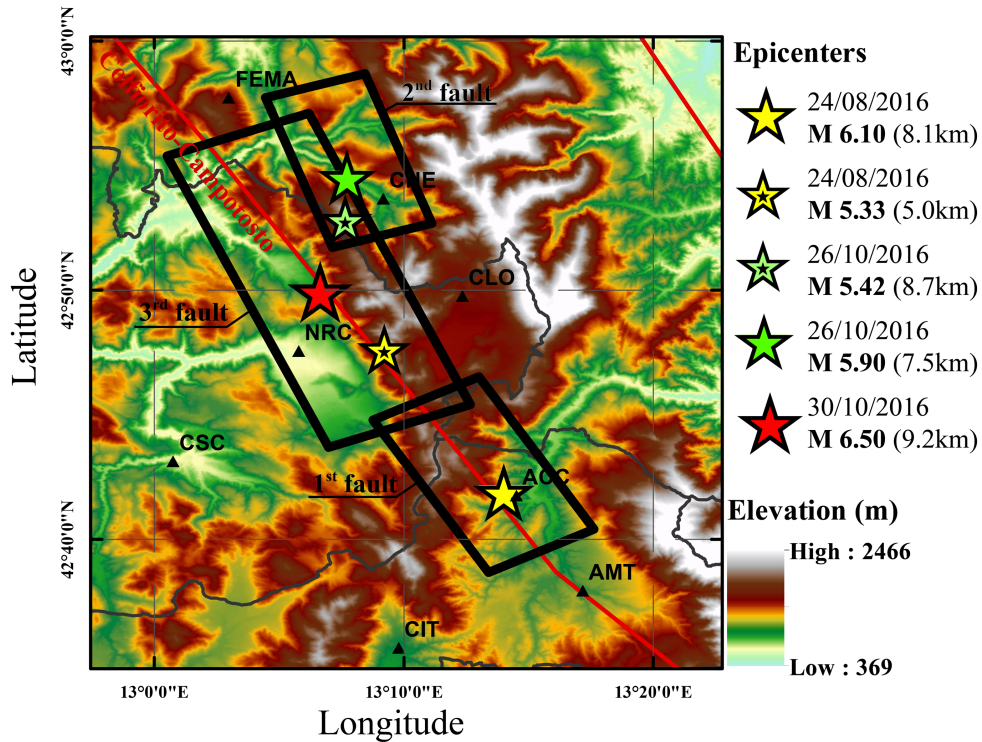 43°0'0"N
42°50'0"N
42°40'0"N
Latitude
13°0'0"E
13°10'0"E
13°20'0"E
Longitude
Colfiorito-Campotosto
FEMA
2nd fault
CNE
CLO
3rd fault
NRC
CSC
1st fault
ACC
AMT
CIT
Epicenters
24/08/2016
M 6.10 (8.1km)
24/08/2016
M 5.33 (5.0km)
26/10/2016
M 5.42 (8.7km)
26/10/2016
M 5.90 (7.5km)
30/10/2016
M 6.50 (9.2km)
Elevation (m)
High : 2466
Low : 369